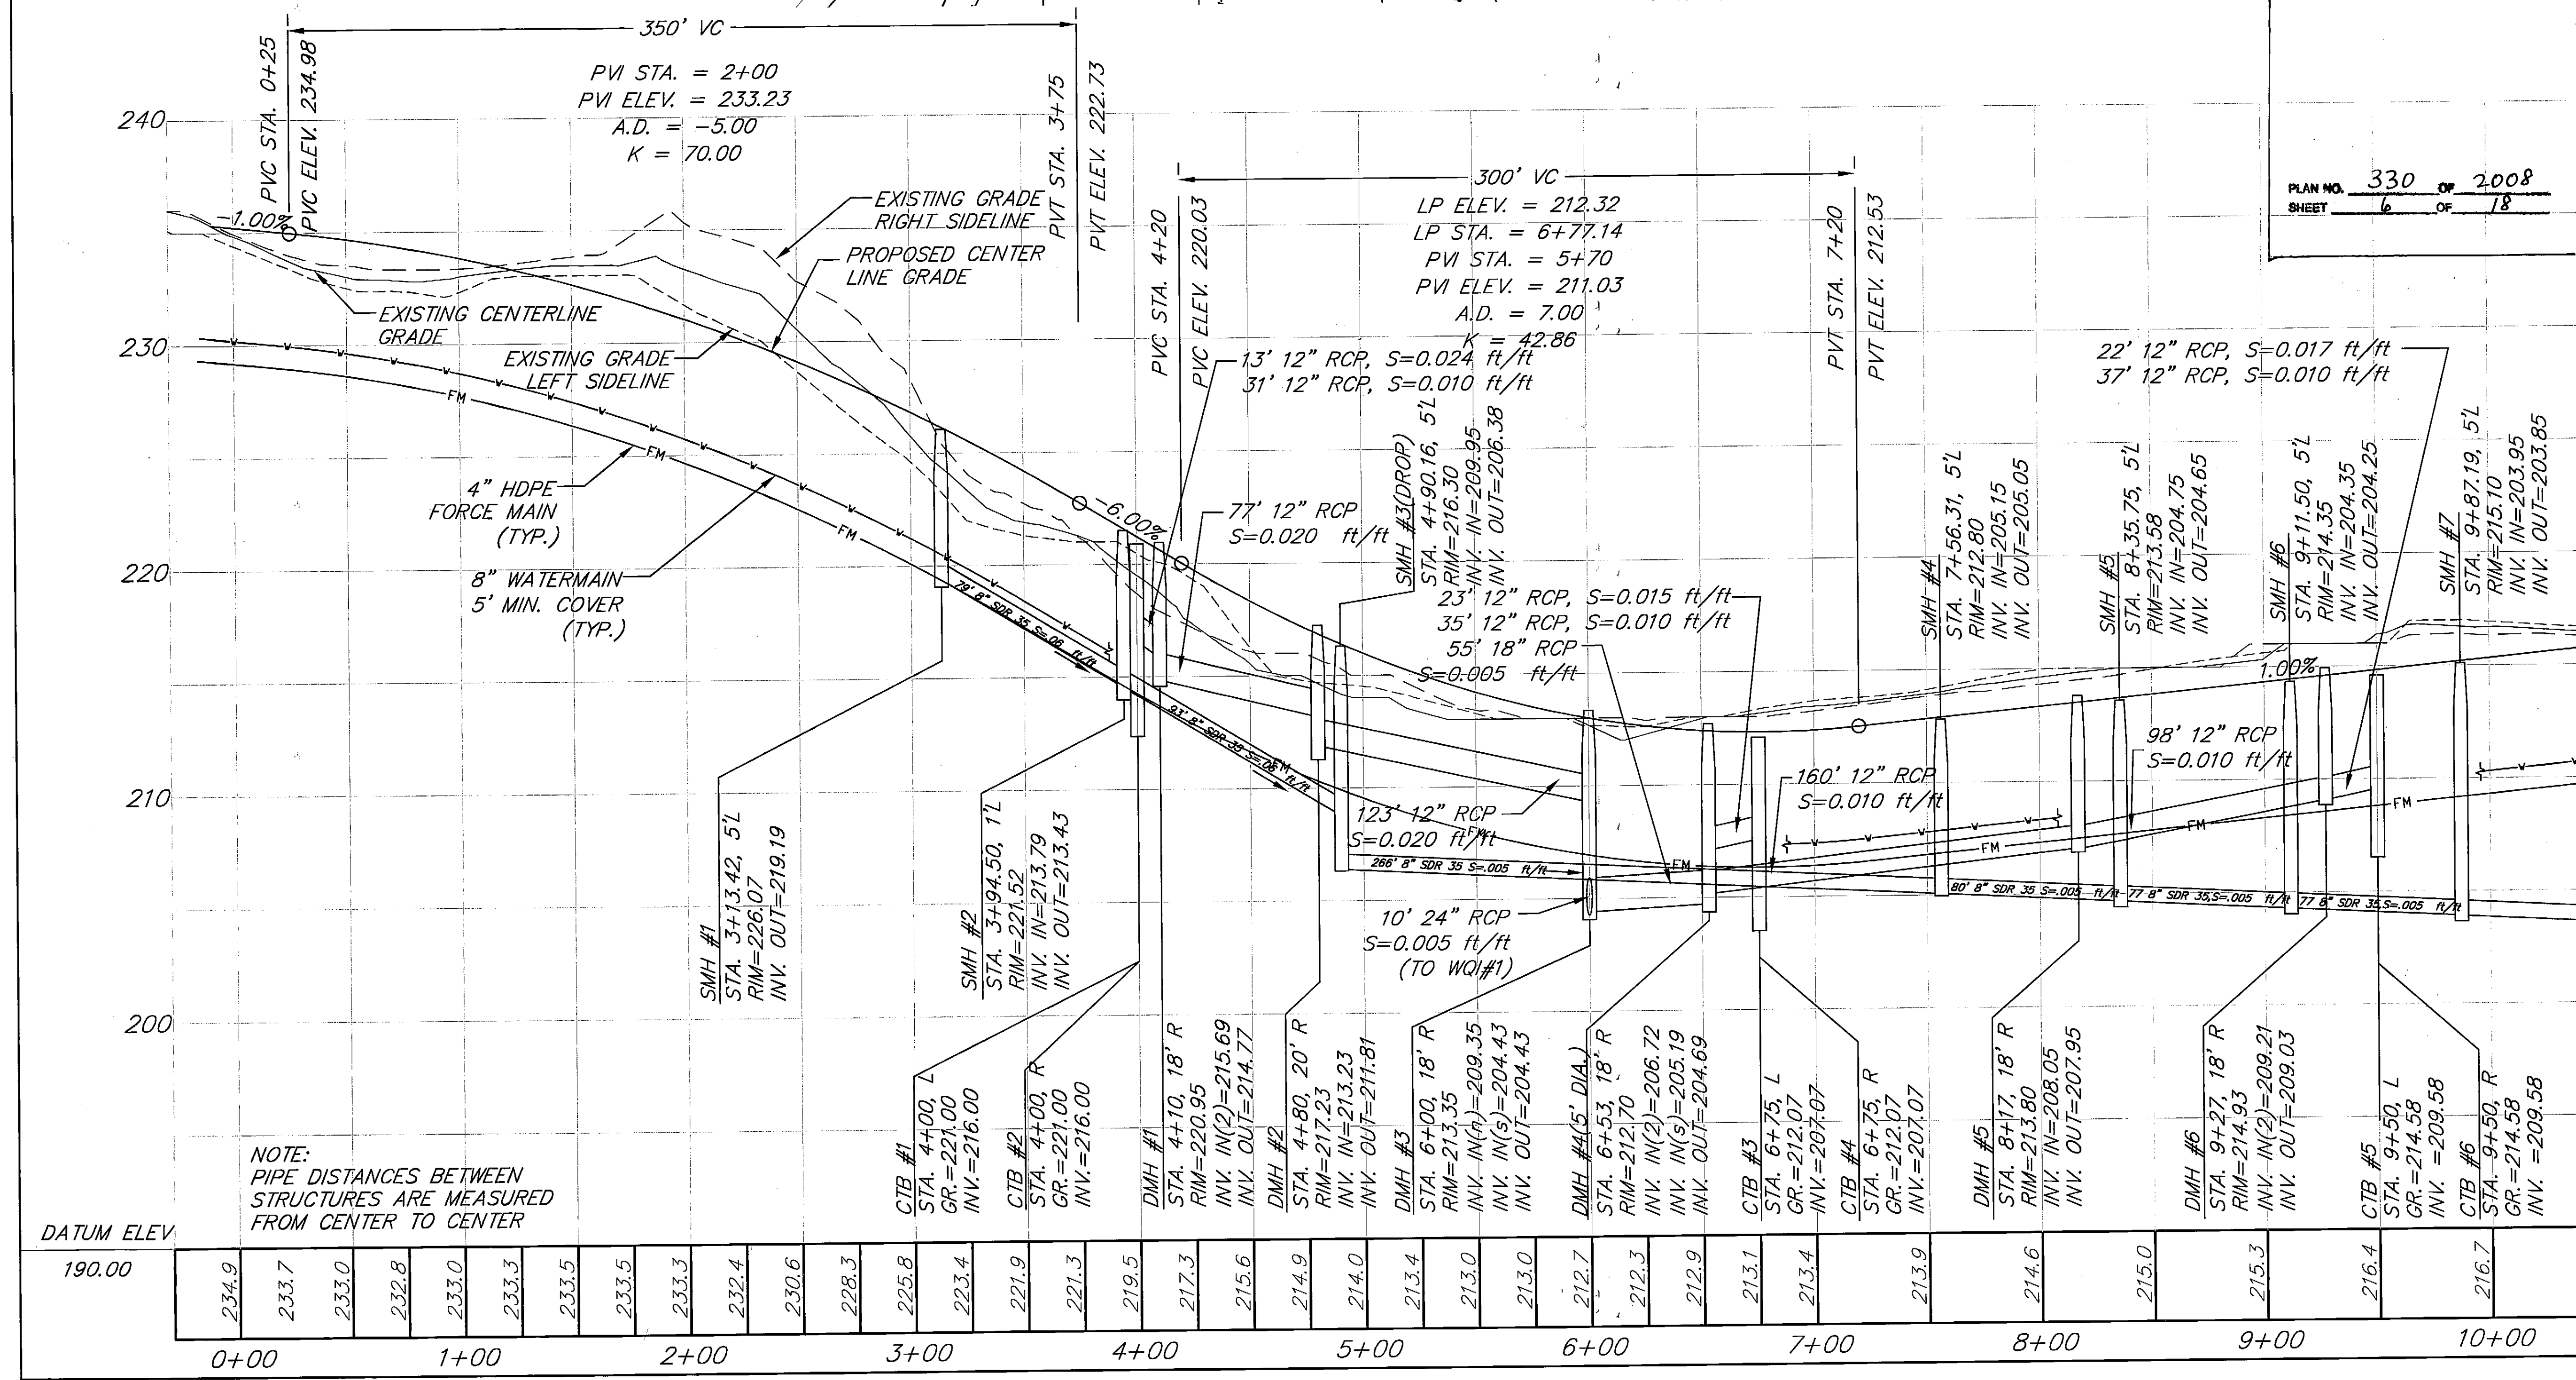 350' VC
PVC STA. 0+25
PVC ELEV. 234.98
PVI STA. = 2+00
PVI ELEV. = 233.23
A.D. = -5.00
K = 70.00
PVT STA. 3+75
PVT ELEV. 222.73
240
230
220
210
200
-1.00%
EXISTING GRADE
RIGHT SIDELINE
PROPOSED CENTER
LINE GRADE
EXISTING CENTERLINE
GRADE
EXISTING GRADE
LEFT SIDELINE
PVC STA. 4+20
PVC ELEV. 220.03
300' VC
LP ELEV. = 212.32
LP STA. = 6+77.14
PVI STA. = 5+70
PVI ELEV. = 211.03
A.D. = 7.00
K = 42.86
PVT STA. 7+20
PVT ELEV. 212.53
PLAN NO. 330 OF 2008
SHEET 6 OF 18
13' 12" RCP, S=0.024 ft/ft
31' 12" RCP, S=0.010 ft/ft
22' 12" RCP, S=0.017 ft/ft
37' 12" RCP, S=0.010 ft/ft
4" HDPE
FORCE MAIN
(TYP.)
8" WATERMAIN
5' MIN. COVER
(TYP.)
FM
FM
FM
FM
FM
FM
FM
FM
FM
-6.00%
1.00%
77' 12" RCP
S=0.020 ft/ft
79' 8" SDR 35 S=.06 ft/ft
93' 8" SDR 35 S=.06 ft/ft
SMH #3(DROP)
STA. 4+90.16, 5'L
RIM=216.30
INV. IN=209.95
INV. OUT=206.38
23' 12" RCP, S=0.015 ft/ft
35' 12" RCP, S=0.010 ft/ft
55' 18" RCP
S=0.005 ft/ft
SMH #4
STA. 7+56.31, 5'L
RIM=212.80
INV. IN=205.15
INV. OUT=205.05
SMH #5
STA. 8+35.75, 5'L
RIM=213.58
INV. IN=204.75
INV. OUT=204.65
SMH #6
STA. 9+11.50, 5'L
RIM=214.35
INV. IN=204.35
INV. OUT=204.25
SMH #7
STA. 9+87.19, 5'L
RIM=215.10
INV. IN=203.95
INV. OUT=203.85
98' 12" RCP
S=0.010 ft/ft
160' 12" RCP
S=0.010 ft/ft
123' 12" RCP
S=0.020 ft/ft
266' 8" SDR 35 S=.005 ft/ft
80' 8" SDR 35 S=.005 ft/ft
77 8" SDR 35,S=.005 ft/ft
77 8" SDR 35,S=.005 ft/ft
10' 24" RCP
S=0.005 ft/ft
(TO WQI#1)
SMH #1
STA. 3+13.42, 5'L
RIM=226.07
INV. OUT=219.19
SMH #2
STA. 3+94.50, 1'L
RIM=221.52
INV. IN=213.79
INV. OUT=213.43
CTB #1
STA. 4+00, L
GR.=221.00
INV.=216.00
CTB #2
STA. 4+00, R
GR.=221.00
INV.=216.00
DMH #1
STA. 4+10, 18' R
RIM=220.95
INV. IN(2)=215.69
INV. OUT=214.77
DMH #2
STA. 4+80, 20' R
RIM=217.23
INV. IN=213.23
INV. OUT=211.81
DMH #3
STA. 6+00, 18' R
RIM=213.35
INV. IN(n)=209.35
INV. IN(s)=204.43
INV. OUT=204.43
DMH #4(5' DIA.)
STA. 6+53, 18' R
RIM=212.70
INV. IN(2)=206.72
INV. IN(s)=205.19
INV. OUT=204.69
CTB #3
STA. 6+75, L
GR.=212.07
INV.=207.07
CTB #4
STA. 6+75, R
GR.=212.07
INV.=207.07
DMH #5
STA. 8+17, 18' R
RIM=213.80
INV. IN=208.05
INV. OUT=207.95
DMH #6
STA. 9+27, 18' R
RIM=214.93
INV. IN(2)=209.21
INV. OUT=209.03
CTB #5
STA. 9+50, L
GR.=214.58
INV. =209.58
CTB #6
STA. 9+50, R
GR.=214.58
INV. =209.58
NOTE:
PIPE DISTANCES BETWEEN
STRUCTURES ARE MEASURED
FROM CENTER TO CENTER
DATUM ELEV
190.00
234.9 233.7 233.0 232.8 233.0 233.3 233.5 233.5 233.3 232.4 230.6 228.3 225.8 223.4 221.9 221.3 219.5 217.3 215.6 214.9 214.0 213.4 213.0 213.0 212.7 212.3 212.9 213.1 213.4 213.9 214.6 215.0 215.3 216.4 216.7
0+00 1+00 2+00 3+00 4+00 5+00 6+00 7+00 8+00 9+00 10+00